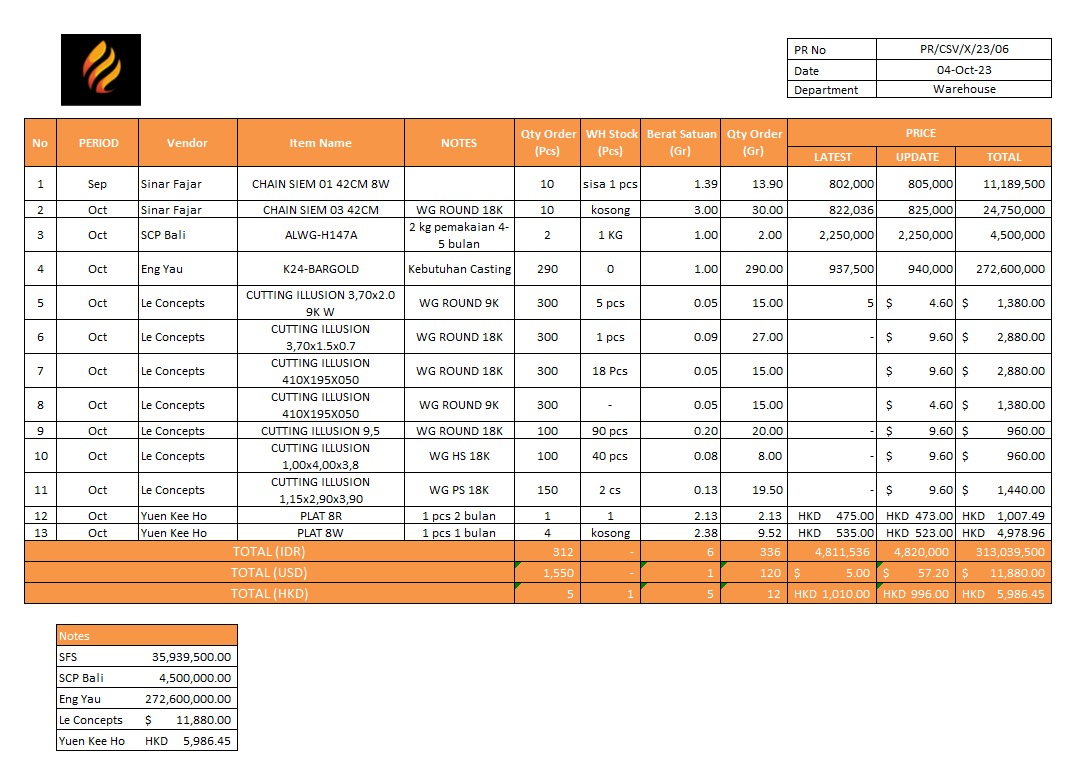 PR No PR/CSV/X/23/06
Date 04-Oct-23
Department Warehouse
No PERIOD Vendor Item Name NOTES Qty Order (Pcs) WH Stock (Pcs) Berat Satuan (Gr) Qty Order (Gr) PRICE
LATEST UPDATE TOTAL
1 Sep Sinar Fajar CHAIN SIEM 01 42CM 8W 10 sisa 1 pcs 1.39 13.90 802,000 805,000 11,189,500
2 Oct Sinar Fajar CHAIN SIEM 03 42CM WG ROUND 18K 10 kosong 3.00 30.00 822,036 825,000 24,750,000
3 Oct SCP Bali ALWG-H147A 2 kg pemakaian 4-5 bulan 2 1 KG 1.00 2.00 2,250,000 2,250,000 4,500,000
4 Oct Eng Yau K24-BARGOLD Kebutuhan Casting 290 0 1.00 290.00 937,500 940,000 272,600,000
5 Oct Le Concepts CUTTING ILLUSION 3,70x2.0 9K W WG ROUND 9K 300 5 pcs 0.05 15.00 5 $ 4.60 $ 1,380.00
6 Oct Le Concepts CUTTING ILLUSION 3,70x1.5x0.7 WG ROUND 18K 300 1 pcs 0.09 27.00 - $ 9.60 $ 2,880.00
7 Oct Le Concepts CUTTING ILLUSION 410X195X050 WG ROUND 18K 300 18 Pcs 0.05 15.00 $ 9.60 $ 2,880.00
8 Oct Le Concepts CUTTING ILLUSION 410X195X050 WG ROUND 9K 300 - 0.05 15.00 $ 4.60 $ 1,380.00
9 Oct Le Concepts CUTTING ILLUSION 9,5 WG ROUND 18K 100 90 pcs 0.20 20.00 - $ 9.60 $ 960.00
10 Oct Le Concepts CUTTING ILLUSION 1,00x4,00x3,8 WG HS 18K 100 40 pcs 0.08 8.00 - $ 9.60 $ 960.00
11 Oct Le Concepts CUTTING ILLUSION 1,15x2,90x3,90 WG PS 18K 150 2 cs 0.13 19.50 - $ 9.60 $ 1,440.00
12 Oct Yuen Kee Ho PLAT 8R 1 pcs 2 bulan 1 1 2.13 2.13 HKD 475.00 HKD 473.00 HKD 1,007.49
13 Oct Yuen Kee Ho PLAT 8W 1 pcs 1 bulan 4 kosong 2.38 9.52 HKD 535.00 HKD 523.00 HKD 4,978.96
TOTAL (IDR) 312 - 6 336 4,811,536 4,820,000 313,039,500
TOTAL (USD) 1,550 - 1 120 $ 5.00 $ 57.20 $ 11,880.00
TOTAL (HKD) 5 1 5 12 HKD 1,010.00 HKD 996.00 HKD 5,986.45
Notes
SFS 35,939,500.00
SCP Bali 4,500,000.00
Eng Yau 272,600,000.00
Le Concepts $ 11,880.00
Yuen Kee Ho HKD 5,986.45